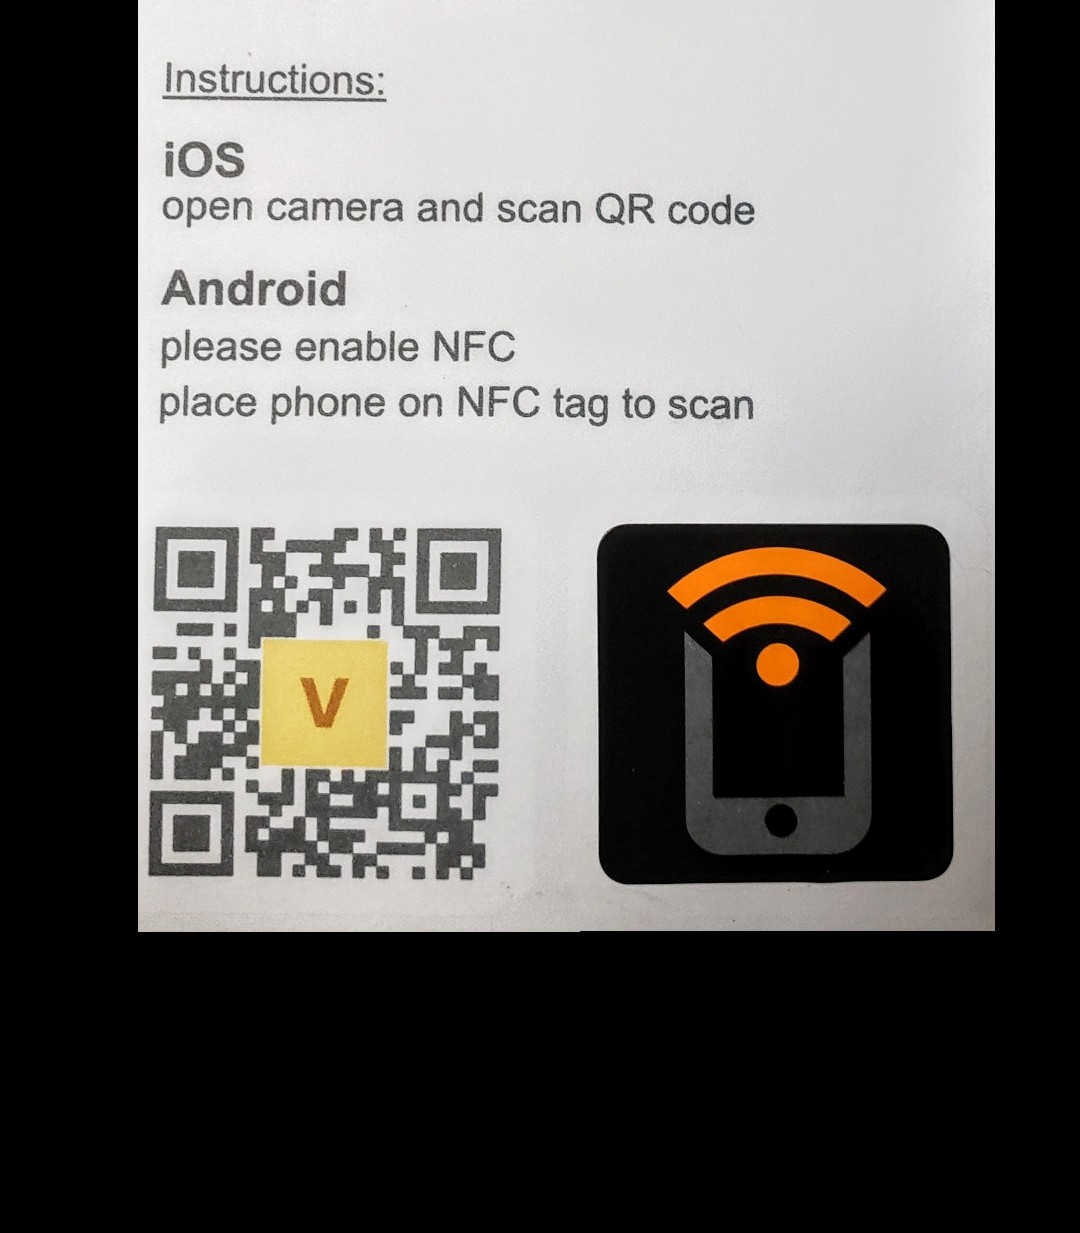 Instructions:
iOS
open camera and scan QR code
Android
please enable NFC
place phone on NFC tag to scan
V